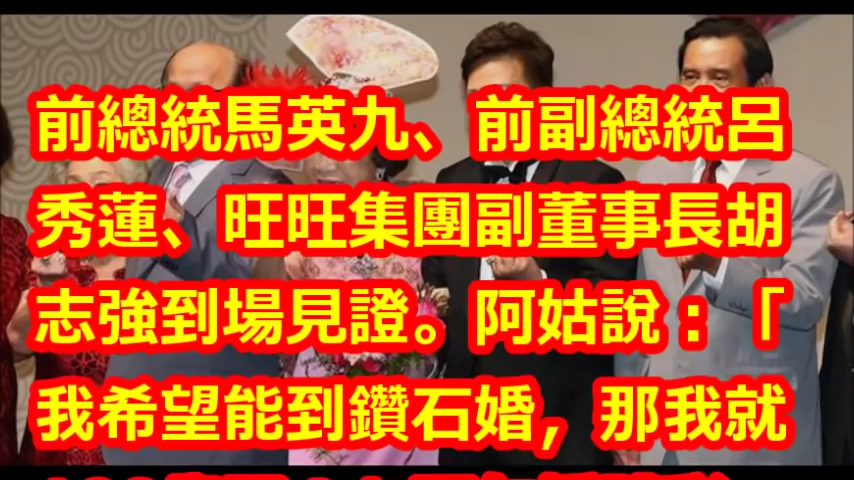 前總統馬英九、前副總統呂
秀蓮、旺旺集團副董事長胡
志強到場見證。阿姑說：「
我希望能到鑽石婚，那我就